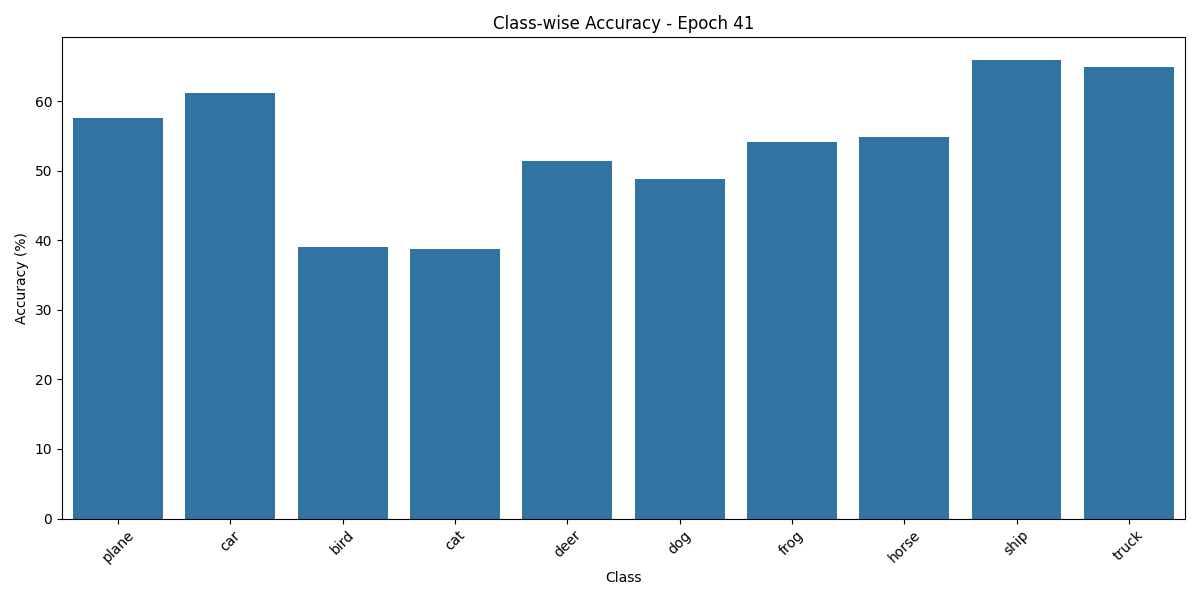 Class-wise Accuracy - Epoch 41
Accuracy (%)
60
50
40
30
20
10
0
plane car bird cat deer dog frog horse ship truck
Class